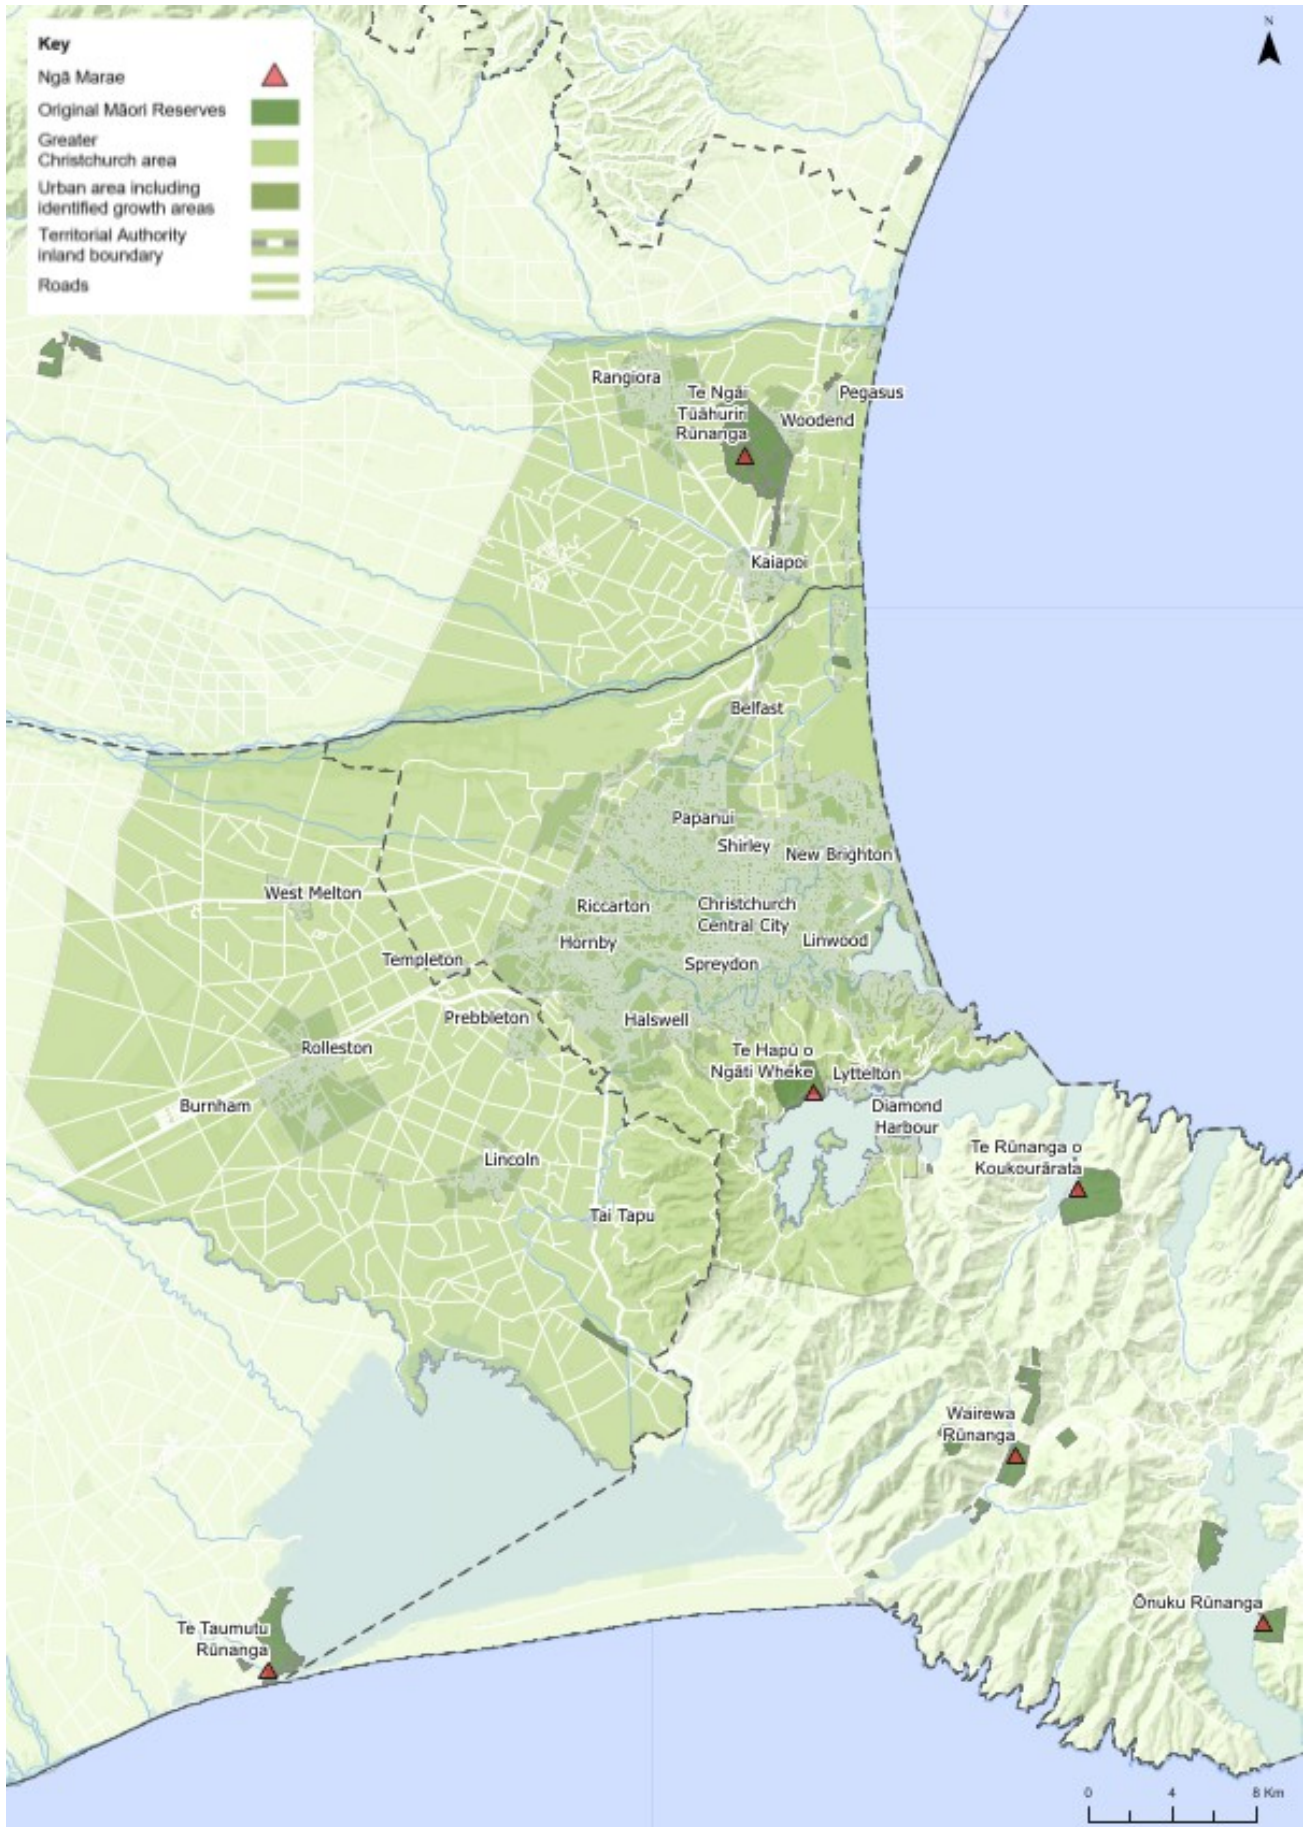 N
Key
Ngā Marae
Original Māori Reserves
Greater
Christchurch area
Urban area including
identified growth areas
Territorial Authority
inland boundary
Roads
Rangiora
Te Ngāi
Tūāhuriri
Rūnanga
Pegasus
Woodend
Kaiapoi
Belfast
Papanui
Shirley
New Brighton
West Melton
Riccarton
Christchurch
Central City
Hornby
Linwood
Templeton
Spreydon
Prebbleton
Halswell
Rolleston
Te Hapū o
Ngāti Wheke
Lyttelton
Burnham
Diamond
Harbour
Te Rūnanga o
Koukourārata
Lincoln
Tai Tapu
Wairewa
Rūnanga
Ōnuku Rūnanga
Te Taumutu
Rūnanga
0 4 8 Km